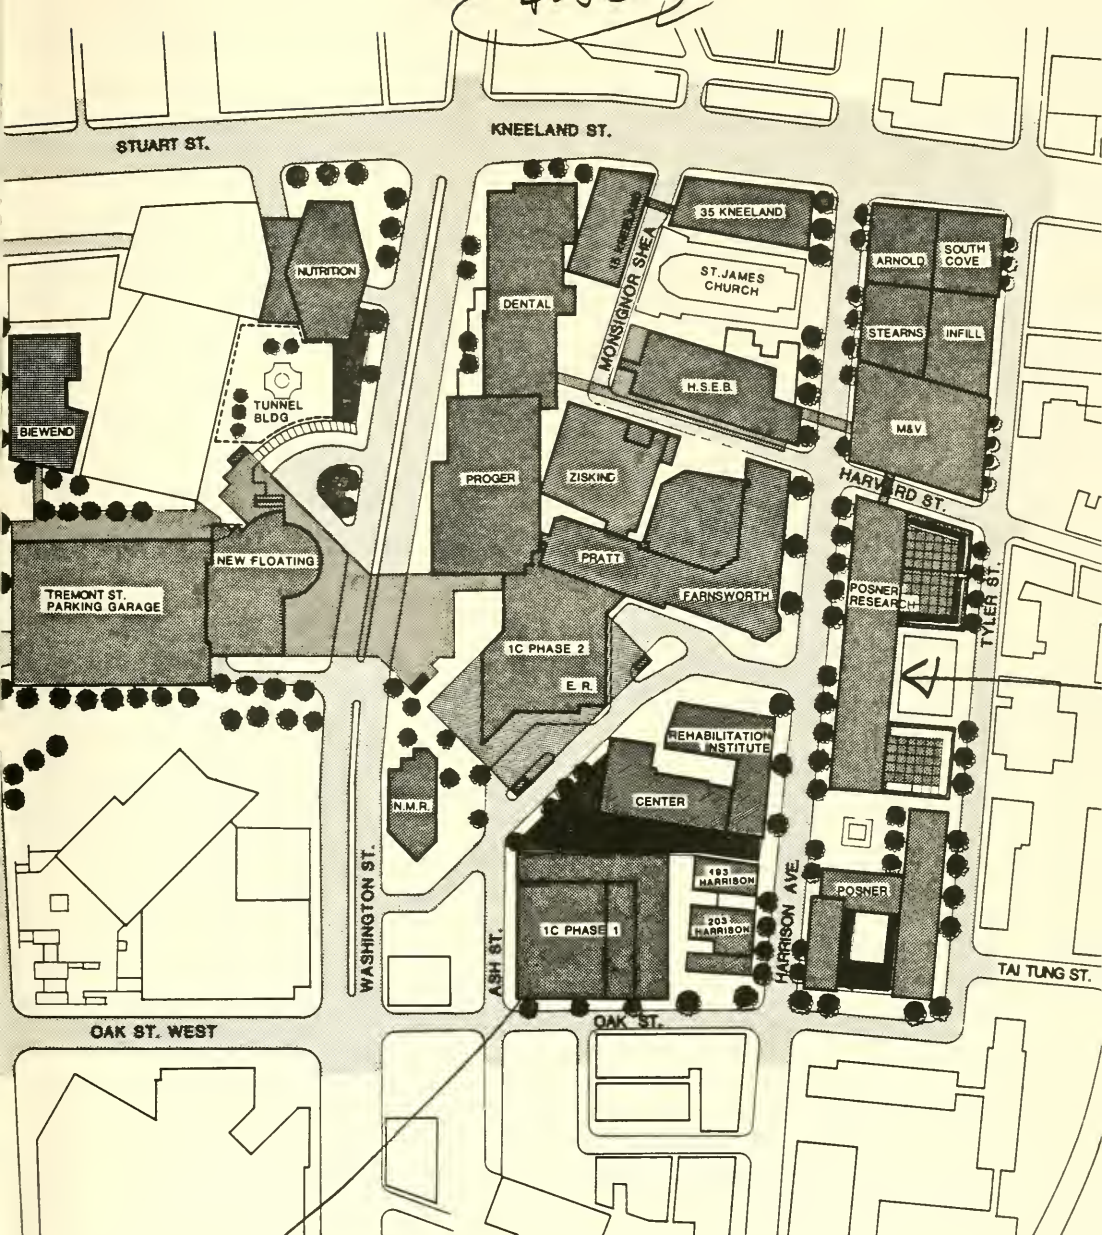 STUART ST.
KNEELAND ST.
15 KNEELAND
35 KNEELAND
MONSIGNOR SHEA
ST. JAMES
CHURCH
ARNOLD
SOUTH
COVE
NUTRITION
DENTAL
STEARNS
INFILL
H.S.E.B.
TUNNEL
BLDG
BIEWEND
M&V
PROGER
ZISKIND
HARVARD ST.
NEW FLOATING
PRATT
TREMONT ST.
PARKING GARAGE
FARNSWORTH
POSNER
RESEARCH
TYLER ST.
1C PHASE 2
E. R.
REHABILITATION
INSTITUTE
N.M.R.
CENTER
193
HARRISON
POSNER
203
HARRISON
1C PHASE 1
WASHINGTON ST.
ASH ST.
HARRISON AVE.
TAI TUNG ST.
OAK ST. WEST
OAK ST.